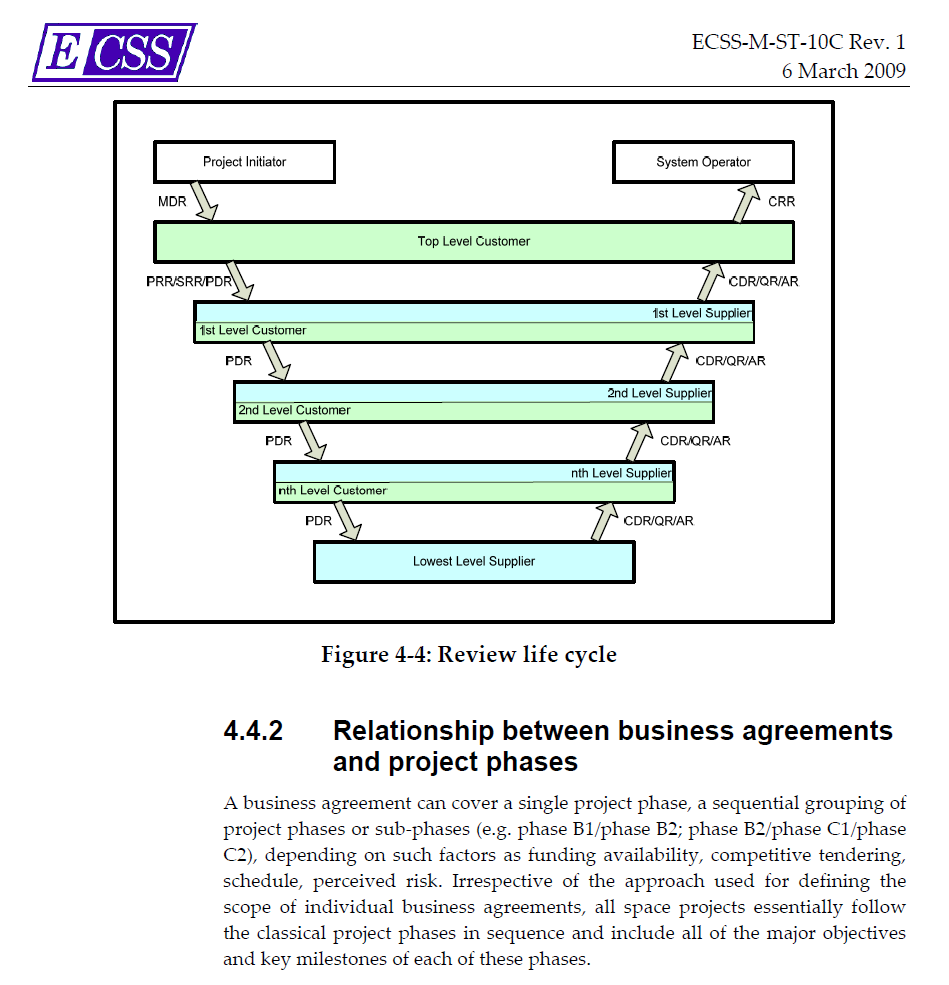 ECSS
ECSS-M-ST-10C Rev. 1
6 March 2009
Project Initiator
System Operator
MDR
CRR
Top Level Customer
PRR/SRR/PDR
CDR/QR/AR
1st Level Supplier
1st Level Customer
PDR
CDR/QR/AR
2nd Level Supplier
2nd Level Customer
PDR
CDR/QR/AR
nth Level Supplier
nth Level Customer
PDR
CDR/QR/AR
Lowest Level Supplier
Figure 4-4: Review life cycle
4.4.2 Relationship between business agreements
and project phases
A business agreement can cover a single project phase, a sequential grouping of
project phases or sub-phases (e.g. phase B1/phase B2; phase B2/phase C1/phase
C2), depending on such factors as funding availability, competitive tendering,
schedule, perceived risk. Irrespective of the approach used for defining the
scope of individual business agreements, all space projects essentially follow
the classical project phases in sequence and include all of the major objectives
and key milestones of each of these phases.